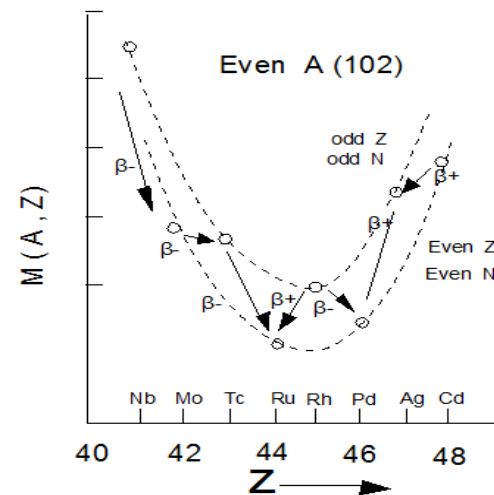 Even A (102)
odd Z
odd N
β-
β+
β+
M(A,Z)
β-
β-
β+
β-
Even Z
Even N
Nb Mo Tc Ru Rh Pd Ag Cd
40 42 44 46 48
Z